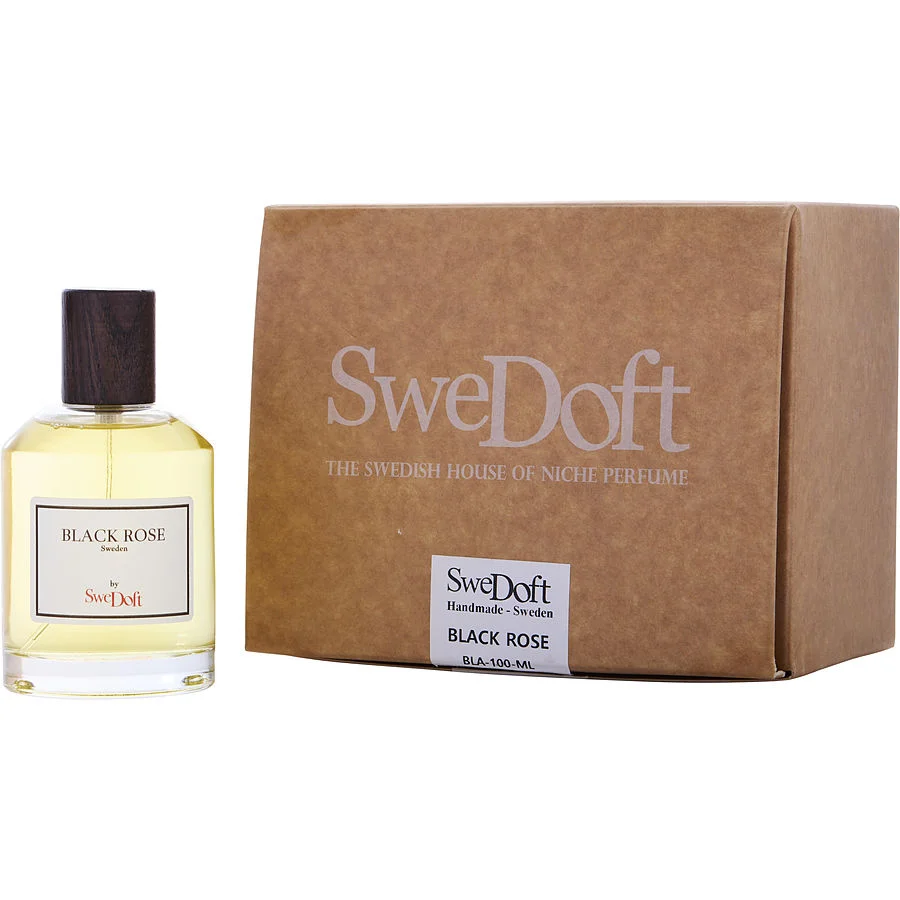 BLACK ROSE
Sweden
by
SweDoft
SweDoft
THE SWEDISH HOUSE OF NICHE PERFUME
SweDoft
Handmade - Sweden
BLACK ROSE
BLA-100-ML